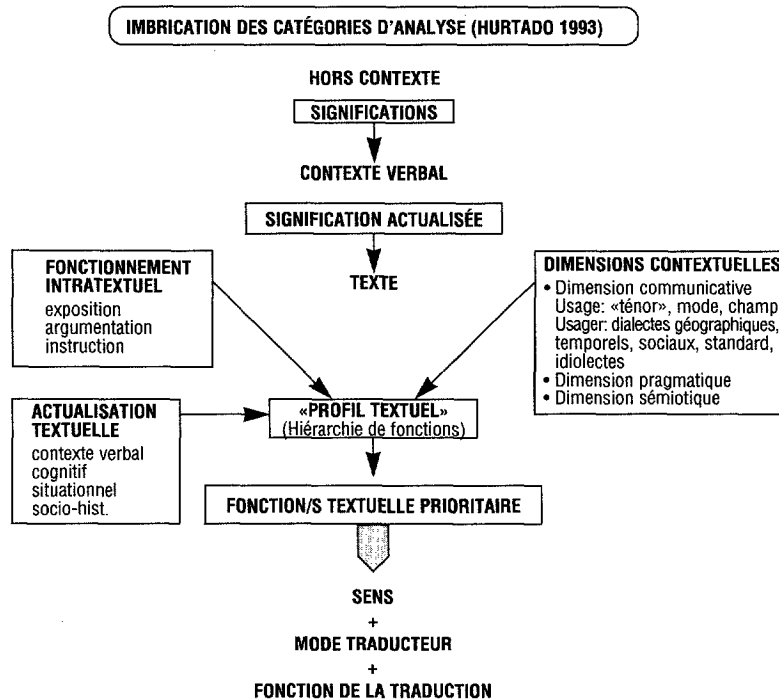 IMBRICATION DES CATÉGORIES D'ANALYSE (HURTADO 1993)
HORS CONTEXTE
SIGNIFICATIONS
CONTEXTE VERBAL
SIGNIFICATION ACTUALISÉE
TEXTE
FONCTIONNEMENT
INTRATEXTUEL
exposition
argumentation
instruction
DIMENSIONS CONTEXTUELLES
• Dimension communicative
Usage: «ténor», mode, champ
Usager: dialectes géographiques,
temporels, sociaux, standard,
idiolectes
• Dimension pragmatique
• Dimension sémiotique
ACTUALISATION
TEXTUELLE
contexte verbal
cognitif
situationnel
socio-hist.
«PROFIL TEXTUEL»
(Hiérarchie de fonctions)
FONCTION/S TEXTUELLE PRIORITAIRE
SENS
+
MODE TRADUCTEUR
+
FONCTION DE LA TRADUCTION